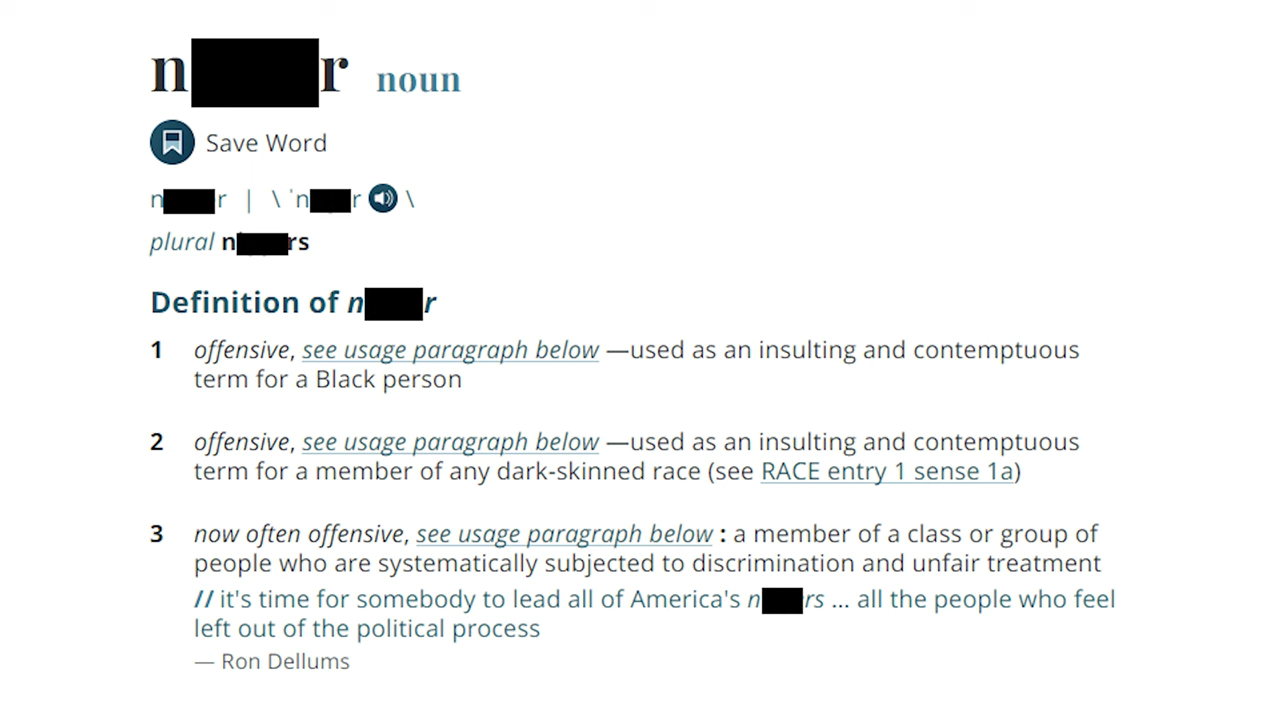 n████r noun
Save Word
n████r | \ ˈn███r \
plural n████rs
Definition of n████r
1 offensive, see usage paragraph below —used as an insulting and contemptuous
term for a Black person
2 offensive, see usage paragraph below —used as an insulting and contemptuous
term for a member of any dark-skinned race (see RACE entry 1 sense 1a)
3 now often offensive, see usage paragraph below : a member of a class or group of
people who are systematically subjected to discrimination and unfair treatment
// it's time for somebody to lead all of America's n███rs ... all the people who feel
left out of the political process
— Ron Dellums